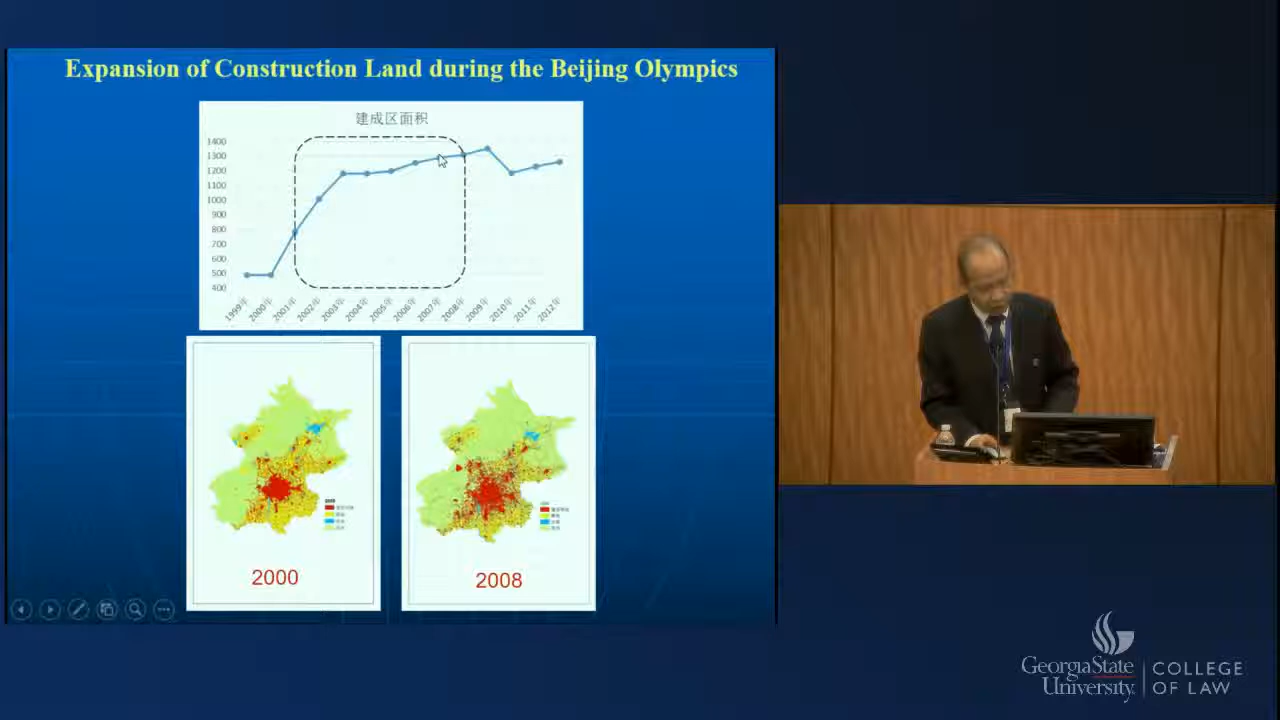 Expansion of Construction Land during the Beijing Olympics
建成区面积
1400
1300
1200
1100
1000
900
800
700
600
500
400
1999年
2000年
2001年
2002年
2003年
2004年
2005年
2006年
2007年
2008年
2009年
2010年
2011年
2012年
2000
2008
GeorgiaState
University
COLLEGE
OF LAW